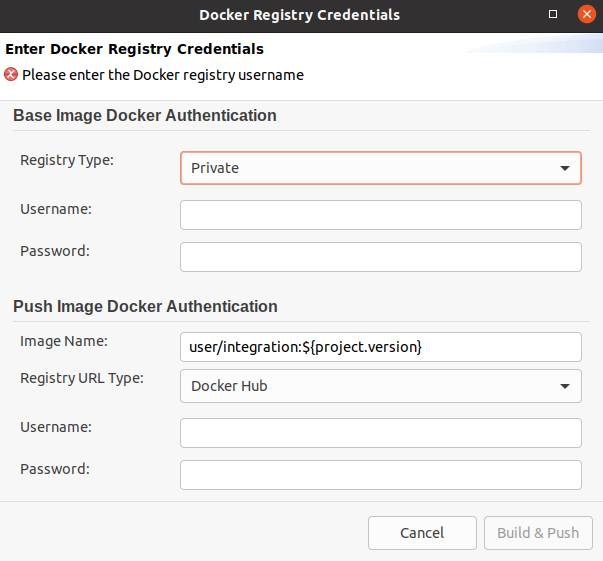 Docker Registry Credentials
Enter Docker Registry Credentials
Please enter the Docker registry username
Base Image Docker Authentication
Registry Type:
Private
Username:
Password:
Push Image Docker Authentication
Image Name:
user/integration:${project.version}
Registry URL Type:
Docker Hub
Username:
Password:
Cancel
Build & Push